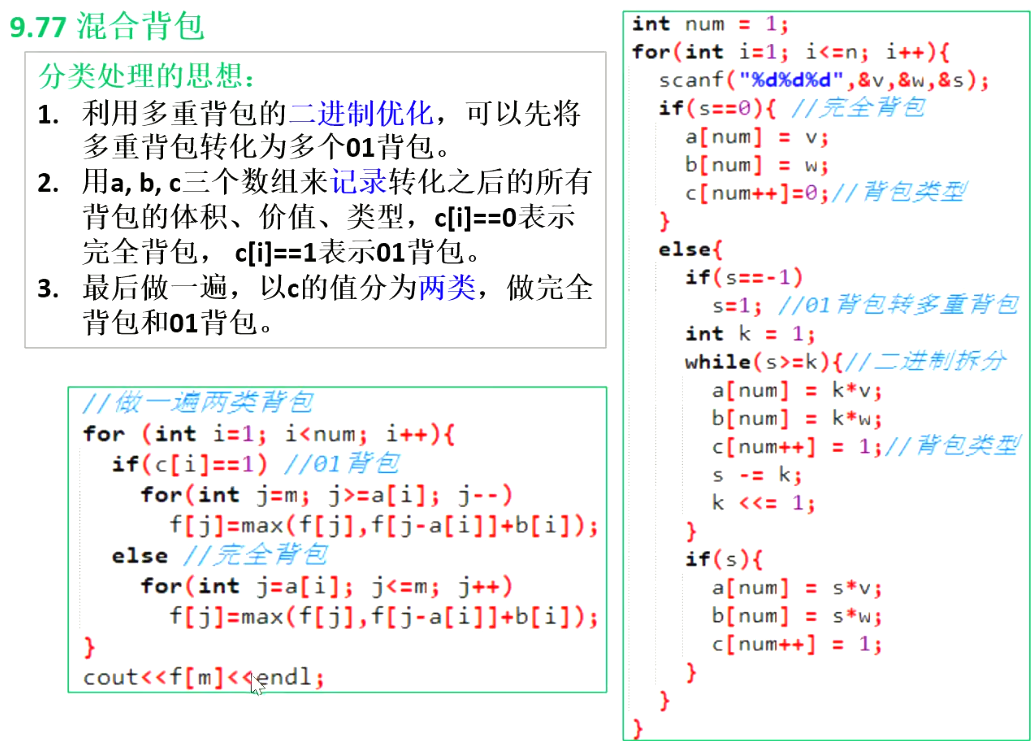 9.77 混合背包
分类处理的思想：
1. 利用多重背包的二进制优化，可以先将
多重背包转化为多个01背包。
2. 用a, b, c三个数组来记录转化之后的所有
背包的体积、价值、类型，c[i]==0表示
完全背包， c[i]==1表示01背包。
3. 最后做一遍，以c的值分为两类，做完全
背包和01背包。
//做一遍两类背包
for (int i=1; i<num; i++){
if(c[i]==1) //01背包
for(int j=m; j>=a[i]; j--)
f[j]=max(f[j],f[j-a[i]]+b[i]);
else //完全背包
for(int j=a[i]; j<=m; j++)
f[j]=max(f[j],f[j-a[i]]+b[i]);
}
cout<<f[m]<<endl;
int num = 1;
for(int i=1; i<=n; i++){
scanf("%d%d%d",&v,&w,&s);
if(s==0){ //完全背包
a[num] = v;
b[num] = w;
c[num++]=0;//背包类型
}
else{
if(s==-1)
s=1; //01背包转多重背包
int k = 1;
while(s>=k){//二进制拆分
a[num] = k*v;
b[num] = k*w;
c[num++] = 1;//背包类型
s -= k;
k <<= 1;
}
if(s){
a[num] = s*v;
b[num] = s*w;
c[num++] = 1;
}
}
}